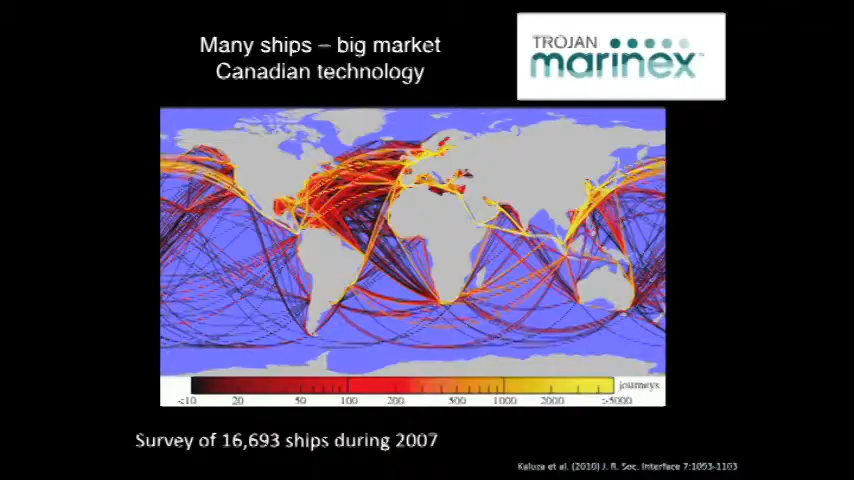 Many ships – big market
Canadian technology
TROJAN
marinex™
journeys
<10 20 50 100 200 500 1000 2000 >5000
Survey of 16,693 ships during 2007
Kaluza et al. (2010) J. R. Soc. Interface 7:1093-1103